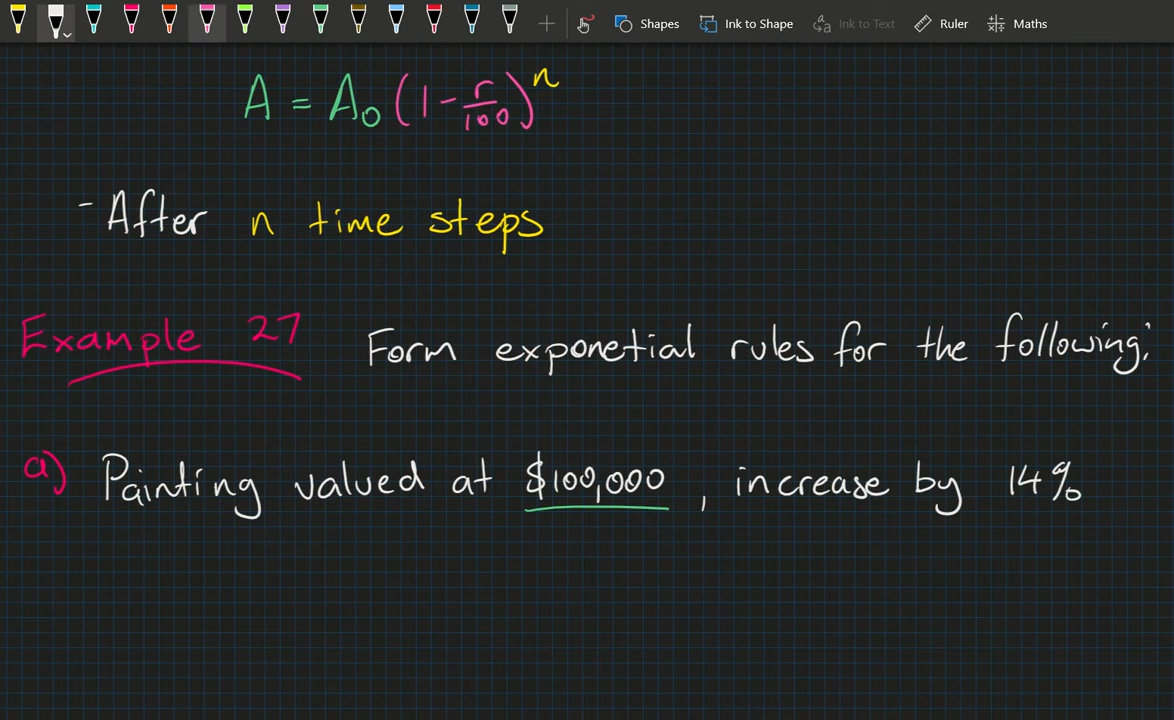 Shapes Ink to Shape Ink to Text Ruler Maths
A = A₀ (1 - r/100)ⁿ
- After n time steps
Example 27 Form exponetial rules for the following:
a) Painting valued at $100,000, increase by 14%